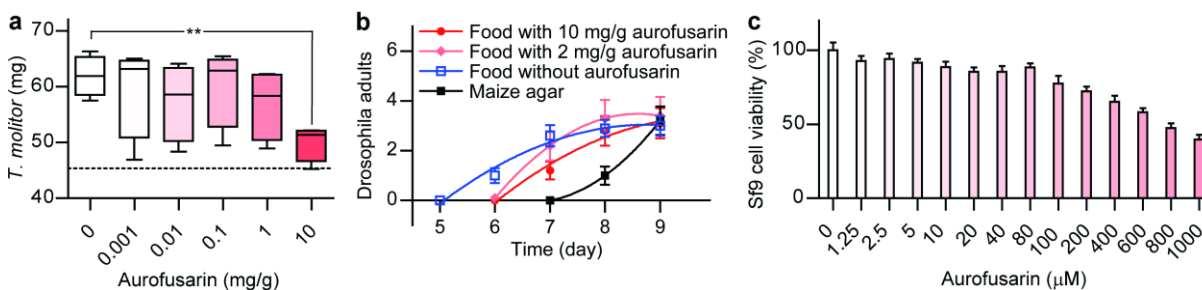 a
T. molitor (mg)
70
60
50
40
**
0
0.001
0.01
0.1
1
10
Aurofusarin (mg/g)
b
Drosophila adults
6
4
2
0
Food with 10 mg/g aurofusarin
Food with 2 mg/g aurofusarin
Food without aurofusarin
Maize agar
5 6 7 8 9
Time (day)
c
Sf9 cell viability (%)
100
50
0
0
1.25
2.5
5
10
20
40
80
100
200
400
600
800
1000
Aurofusarin (μM)